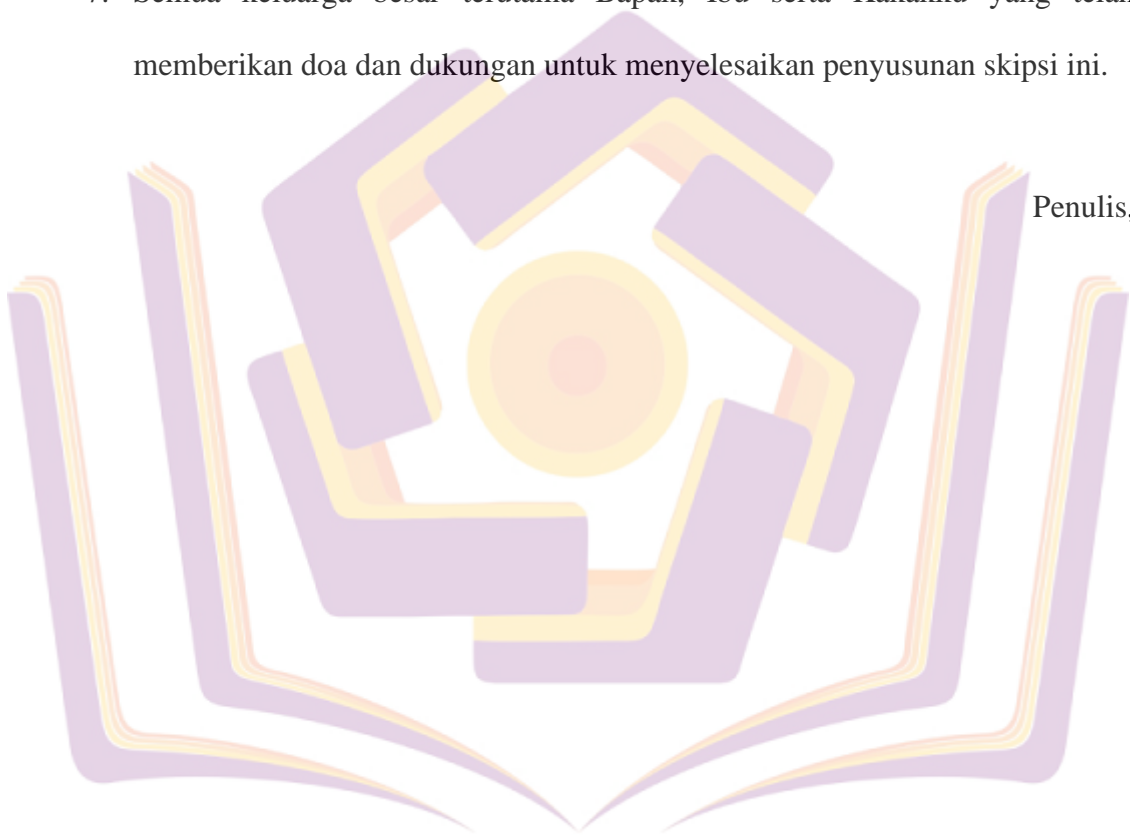 7. Semua keluarga besar terutama Bapak, Ibu serta Kakakku yang telah
memberikan doa dan dukungan untuk menyelesaikan penyusunan skipsi ini.
Penulis,